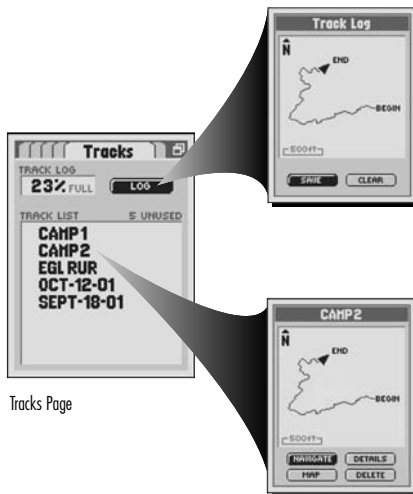 Track Log
N
END
BEGIN
500ft
SAVE
CLEAR
Tracks
TRACK LOG
23% FULL
LOG
TRACK LIST
5 UNUSED
CAMP1
CAMP2
EGL RUR
OCT-12-01
SEPT-18-01
Tracks Page
CAMP2
N
END
BEGIN
500ft
NAVIGATE
DETAILS
MAP
DELETE